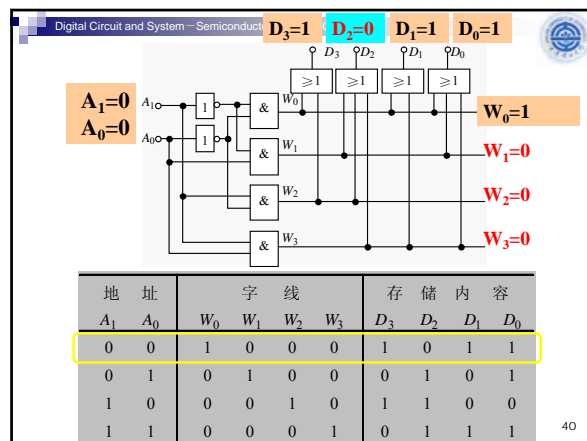 Digital Circuit and System－Semiconducto
D3=1 D2=0 D1=1 D0=1
D3 D2 D1 D0
≥1 ≥1 ≥1 ≥1
A1=0
A0=0
A1 1 & W0 W0=1
A0 1 & W1 W1=0
& W2 W2=0
& W3 W3=0
地 址 字 线 存 储 内 容
A1 A0 W0 W1 W2 W3 D3 D2 D1 D0
0 0 1 0 0 0 1 0 1 1
0 1 0 1 0 0 0 1 0 1
1 0 0 0 1 0 1 1 0 0
1 1 0 0 0 1 0 1 1 1
40